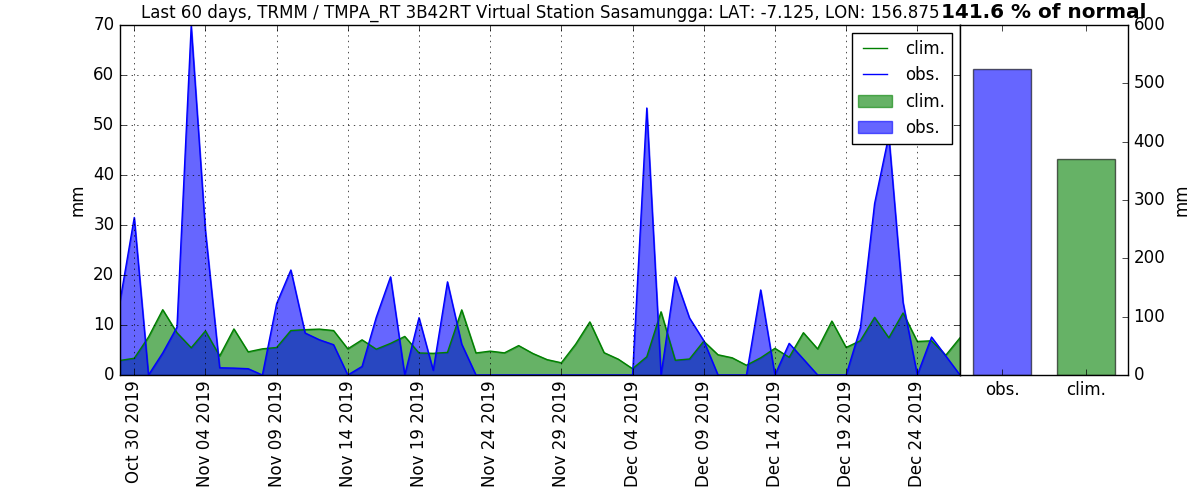 Last 60 days, TRMM / TMPA_RT 3B42RT Virtual Station Sasamungga: LAT: -7.125, LON: 156.875
141.6 % of normal
70
60
50
40
30
20
10
0
mm
clim.
obs.
clim.
obs.
600
500
400
300
200
100
0
mm
obs.
clim.
Oct 30 2019
Nov 04 2019
Nov 09 2019
Nov 14 2019
Nov 19 2019
Nov 24 2019
Nov 29 2019
Dec 04 2019
Dec 09 2019
Dec 14 2019
Dec 19 2019
Dec 24 2019